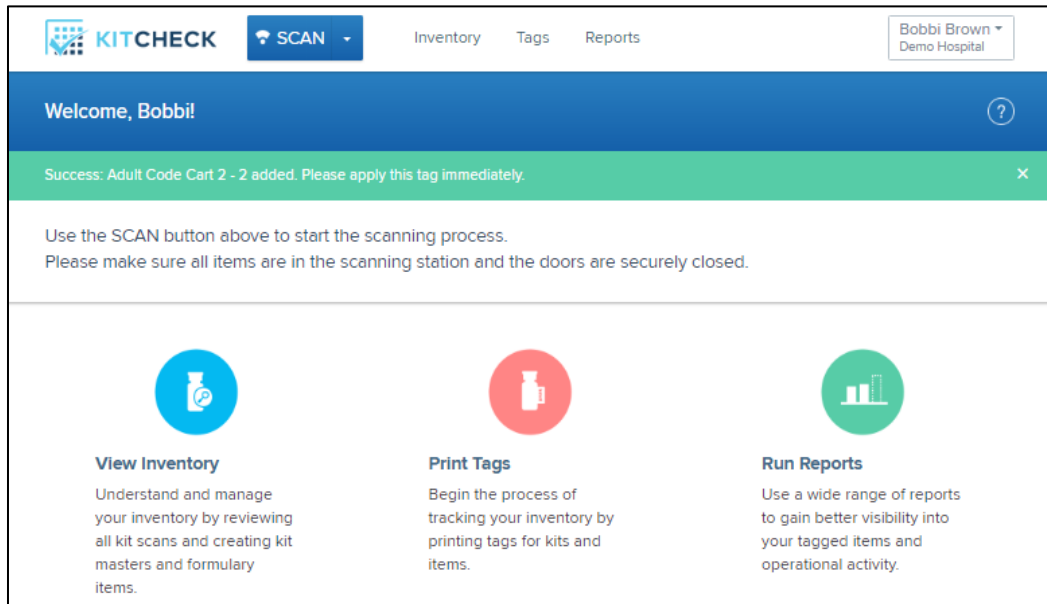 KITCHECK
SCAN
Inventory
Tags
Reports
Bobbi Brown
Demo Hospital
Welcome, Bobbi!
?
Success: Adult Code Cart 2 - 2 added. Please apply this tag immediately.
×
Use the SCAN button above to start the scanning process.
Please make sure all items are in the scanning station and the doors are securely closed.
View Inventory
Understand and manage
your inventory by reviewing
all kit scans and creating kit
masters and formulary
items.
Print Tags
Begin the process of
tracking your inventory by
printing tags for kits and
items.
Run Reports
Use a wide range of reports
to gain better visibility into
your tagged items and
operational activity.